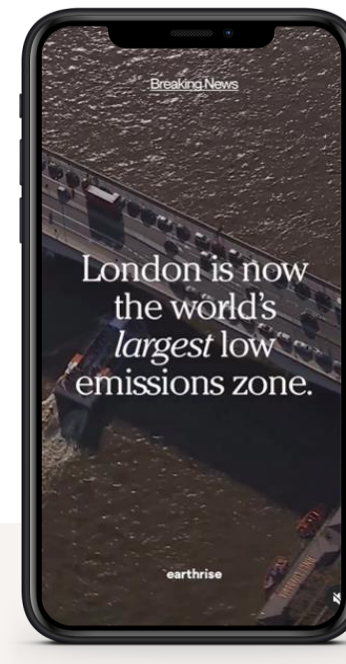 Breaking News
London is now
the world's
largest low
emissions zone.
earthrise